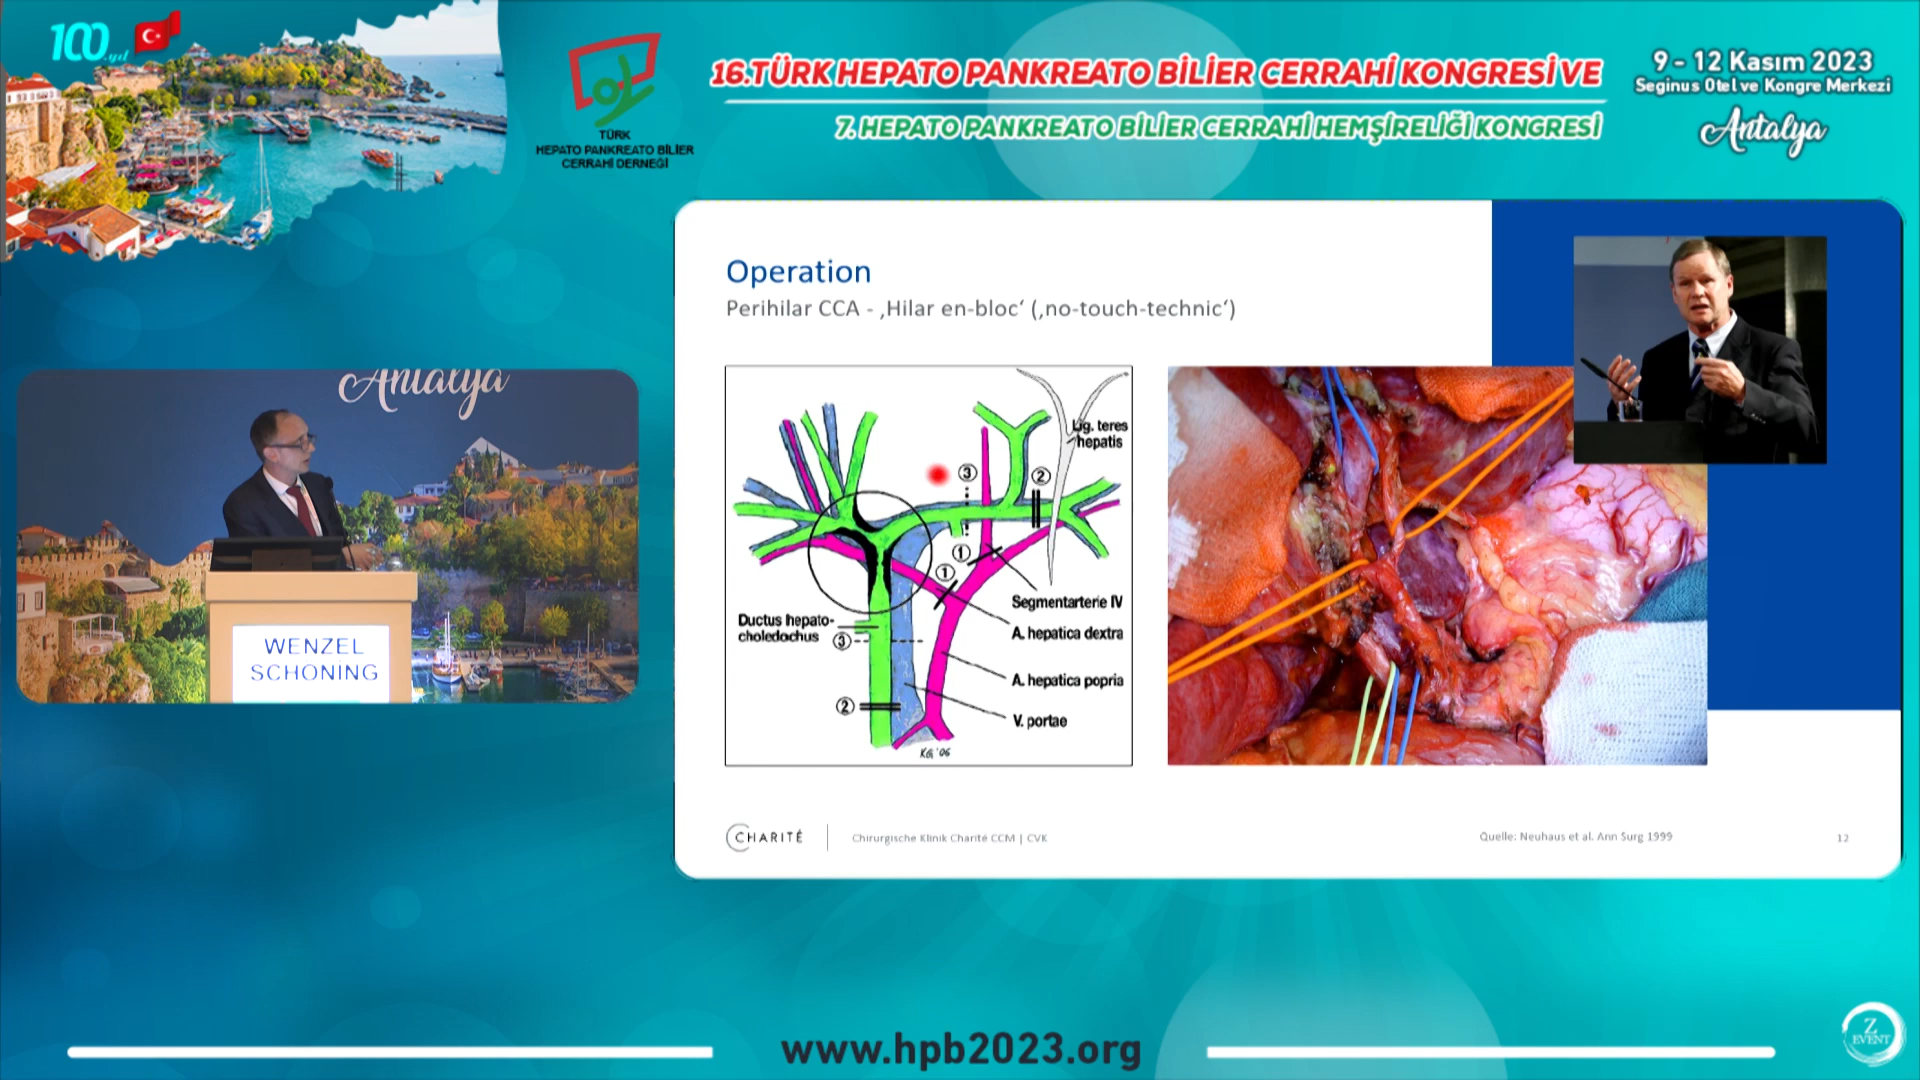 100.yıl
TÜRK
HEPATO PANKREATO BİLİER
CERRAHİ DERNEĞİ
16.TÜRK HEPATO PANKREATO BİLİER CERRAHİ KONGRESİ VE
7. HEPATO PANKREATO BİLİER CERRAHİ HEMŞİRELİĞİ KONGRESİ
9 - 12 Kasım 2023
Seginus Otel ve Kongre Merkezi
Antalya
Antalya
WENZEL
SCHONING
Operation
Perihilar CCA - ‚Hilar en-bloc‘ (‚no-touch-technic‘)
Lig. teres
hepatis
3
2
1
1
Segmentarterie IV
Ductus hepato-
choledochus
3
A. hepatica dextra
A. hepatica popria
2
V. portae
KG '06
CHARITÉ
Chirurgische Klinik Charité CCM | CVK
Quelle: Neuhaus et al. Ann Surg 1999
12
www.hpb2023.org
Z
EVENT